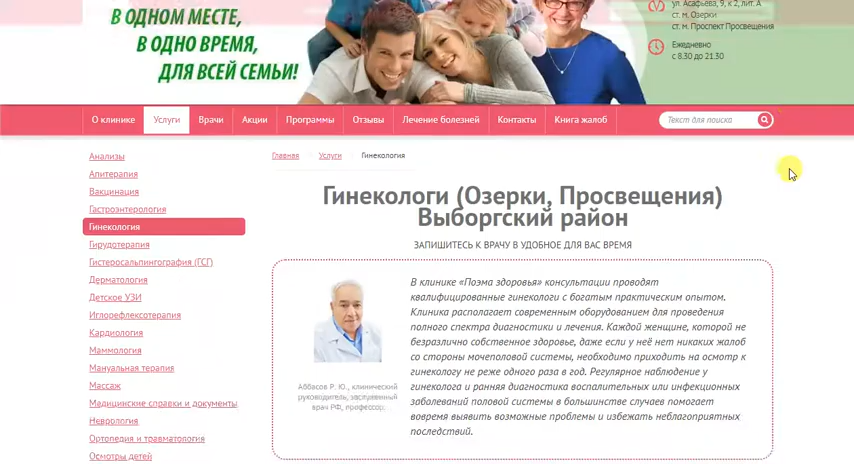 В ОДНОМ МЕСТЕ,
В ОДНО ВРЕМЯ,
ДЛЯ ВСЕЙ СЕМЬИ!
ул. Асафьева, 9, к 2, лит. А
ст. м. Озерки
ст. м. Проспект Просвещения
Ежедневно
с 8.30 до 21.30
О клинике
Услуги
Врачи
Акции
Программы
Отзывы
Лечение болезней
Контакты
Книга жалоб
Текст для поиска
Анализы
Апитерапия
Вакцинация
Гастроэнтерология
Гинекология
Гирудотерапия
Гистеросальпингография (ГСГ)
Дерматология
Детское УЗИ
Иглорефлексотерапия
Кардиология
Маммология
Мануальная терапия
Массаж
Медицинские справки и документы
Неврология
Ортопедия и травматология
Осмотры детей
Главная
Услуги
Гинекология
Гинекологи (Озерки, Просвещения)
Выборгский район
ЗАПИШИТЕСЬ К ВРАЧУ В УДОБНОЕ ДЛЯ ВАС ВРЕМЯ
Аббасов Р. Ю., клинический
руководитель, заслуженный
врач РФ, профессор:
В клинике «Поэма здоровья» консультации проводят
квалифицированные гинекологи с богатым практическим опытом.
Клиника располагает современным оборудованием для проведения
полного спектра диагностики и лечения. Каждой женщине, которой не
безразлично собственное здоровье, даже если у неё нет никаких жалоб
со стороны мочеполовой системы, необходимо приходить на осмотр к
гинекологу не реже одного раза в год. Регулярное наблюдение у
гинеколога и ранняя диагностика воспалительных или инфекционных
заболеваний половой системы в большинстве случаев помогает
вовремя выявить возможные проблемы и избежать неблагоприятных
последствий.